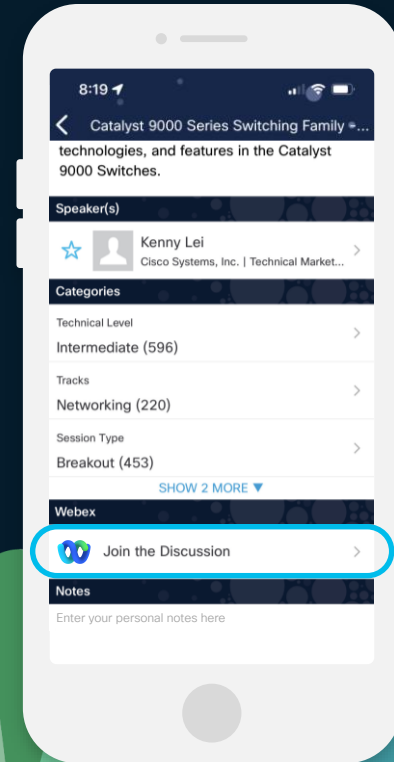 8:19
Catalyst 9000 Series Switching Family -...
technologies, and features in the Catalyst
9000 Switches.
Speaker(s)
Kenny Lei
Cisco Systems, Inc. | Technical Market...
Categories
Technical Level
Intermediate (596)
Tracks
Networking (220)
Session Type
Breakout (453)
SHOW 2 MORE ▼
Webex
Join the Discussion
Notes
Enter your personal notes here